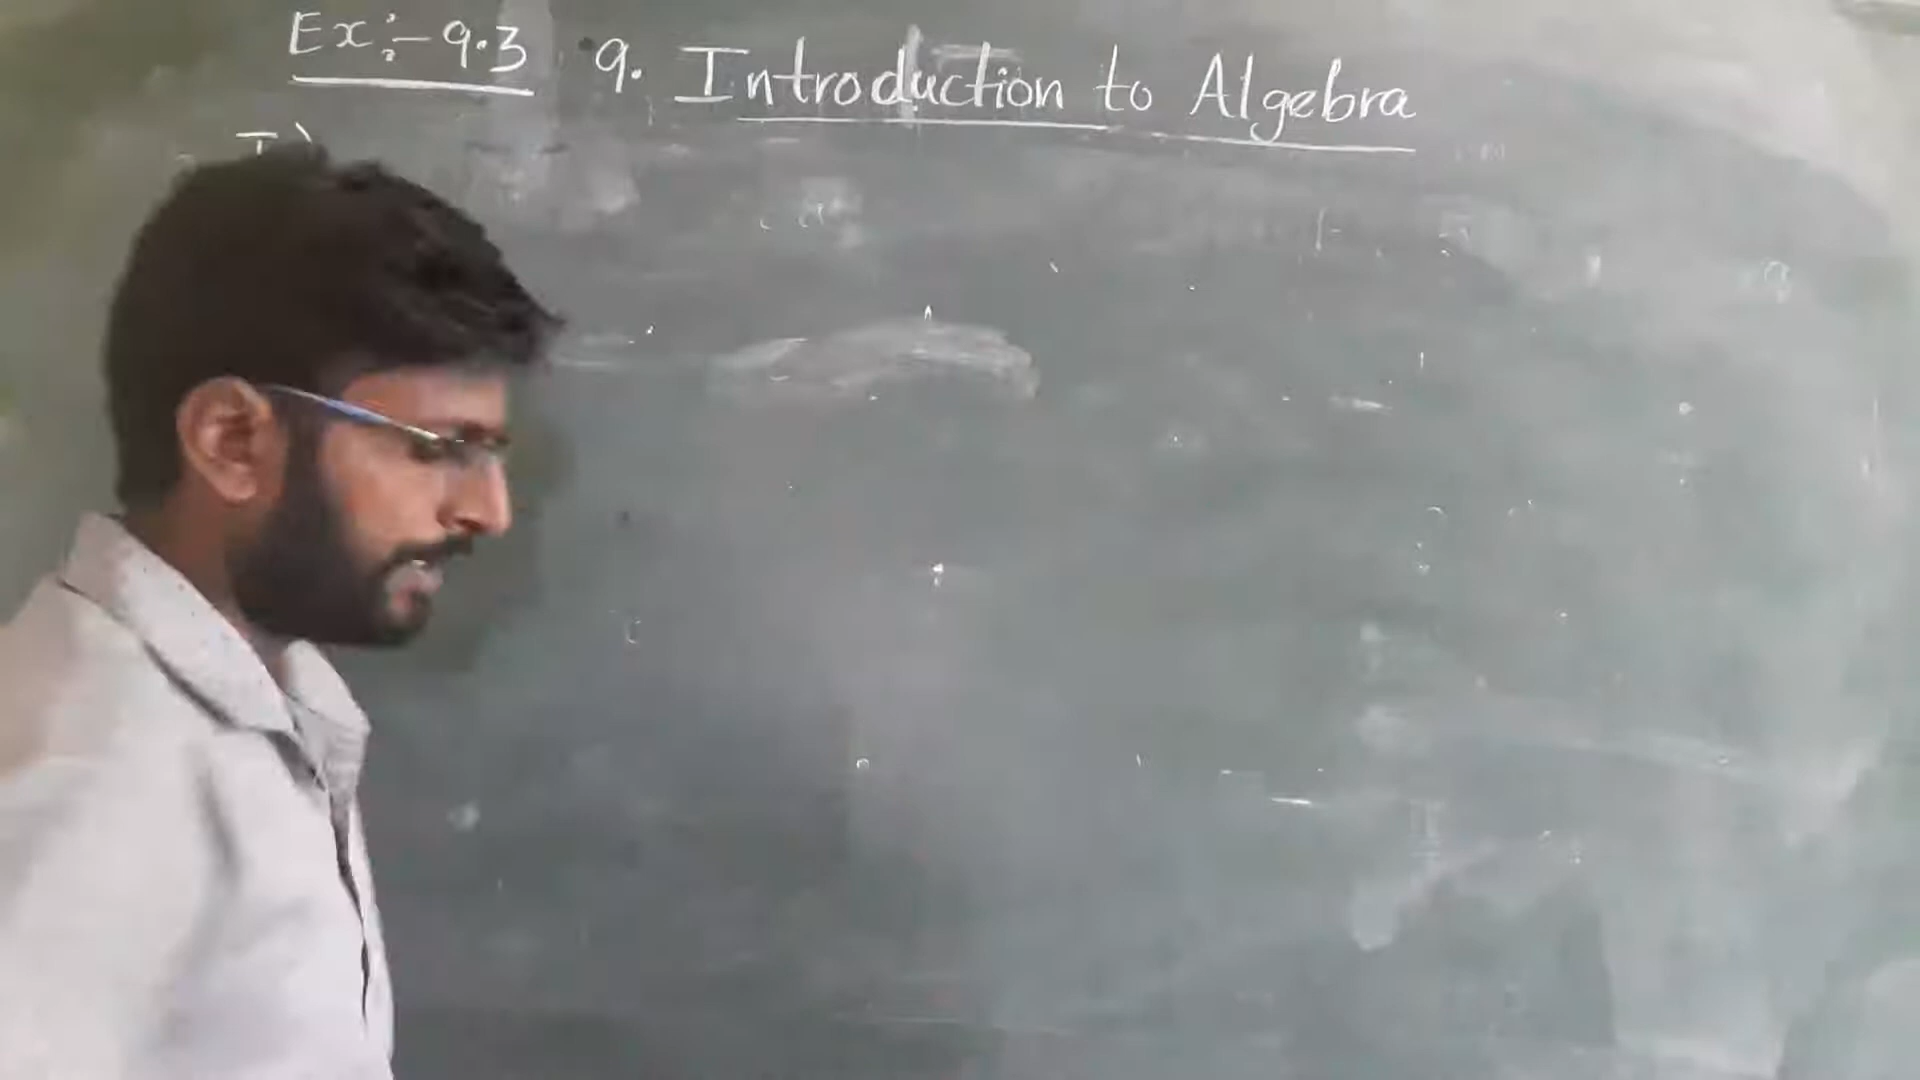 Ex:- 9.3 9. Introduction to Algebra
I)